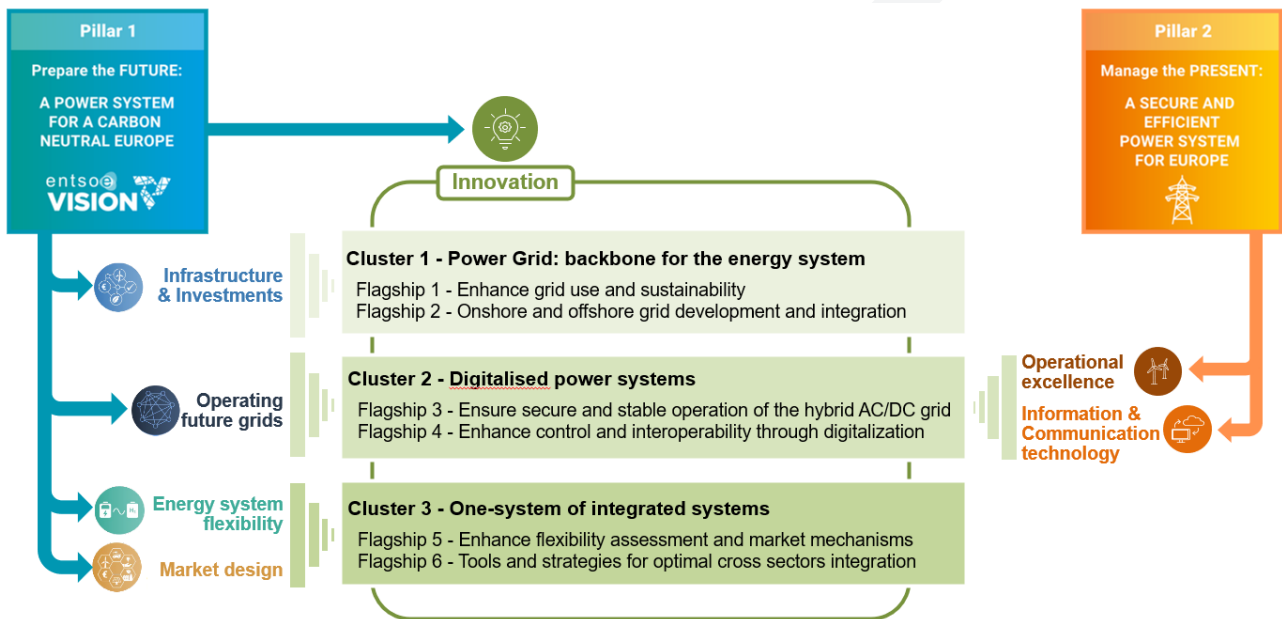 Pillar 1
Prepare the FUTURE:
A POWER SYSTEM
FOR A CARBON
NEUTRAL EUROPE
entsoe
VISION
Pillar 2
Manage the PRESENT:
A SECURE AND
EFFICIENT
POWER SYSTEM
FOR EUROPE
Innovation
Infrastructure
& Investments
Cluster 1 - Power Grid: backbone for the energy system
Flagship 1 - Enhance grid use and sustainability
Flagship 2 - Onshore and offshore grid development and integration
Operating
future grids
Cluster 2 - Digitalised power systems
Flagship 3 - Ensure secure and stable operation of the hybrid AC/DC grid
Flagship 4 - Enhance control and interoperability through digitalization
Operational
excellence
Information &
Communication
technology
Energy system
flexibility
Market design
Cluster 3 - One-system of integrated systems
Flagship 5 - Enhance flexibility assessment and market mechanisms
Flagship 6 - Tools and strategies for optimal cross sectors integration